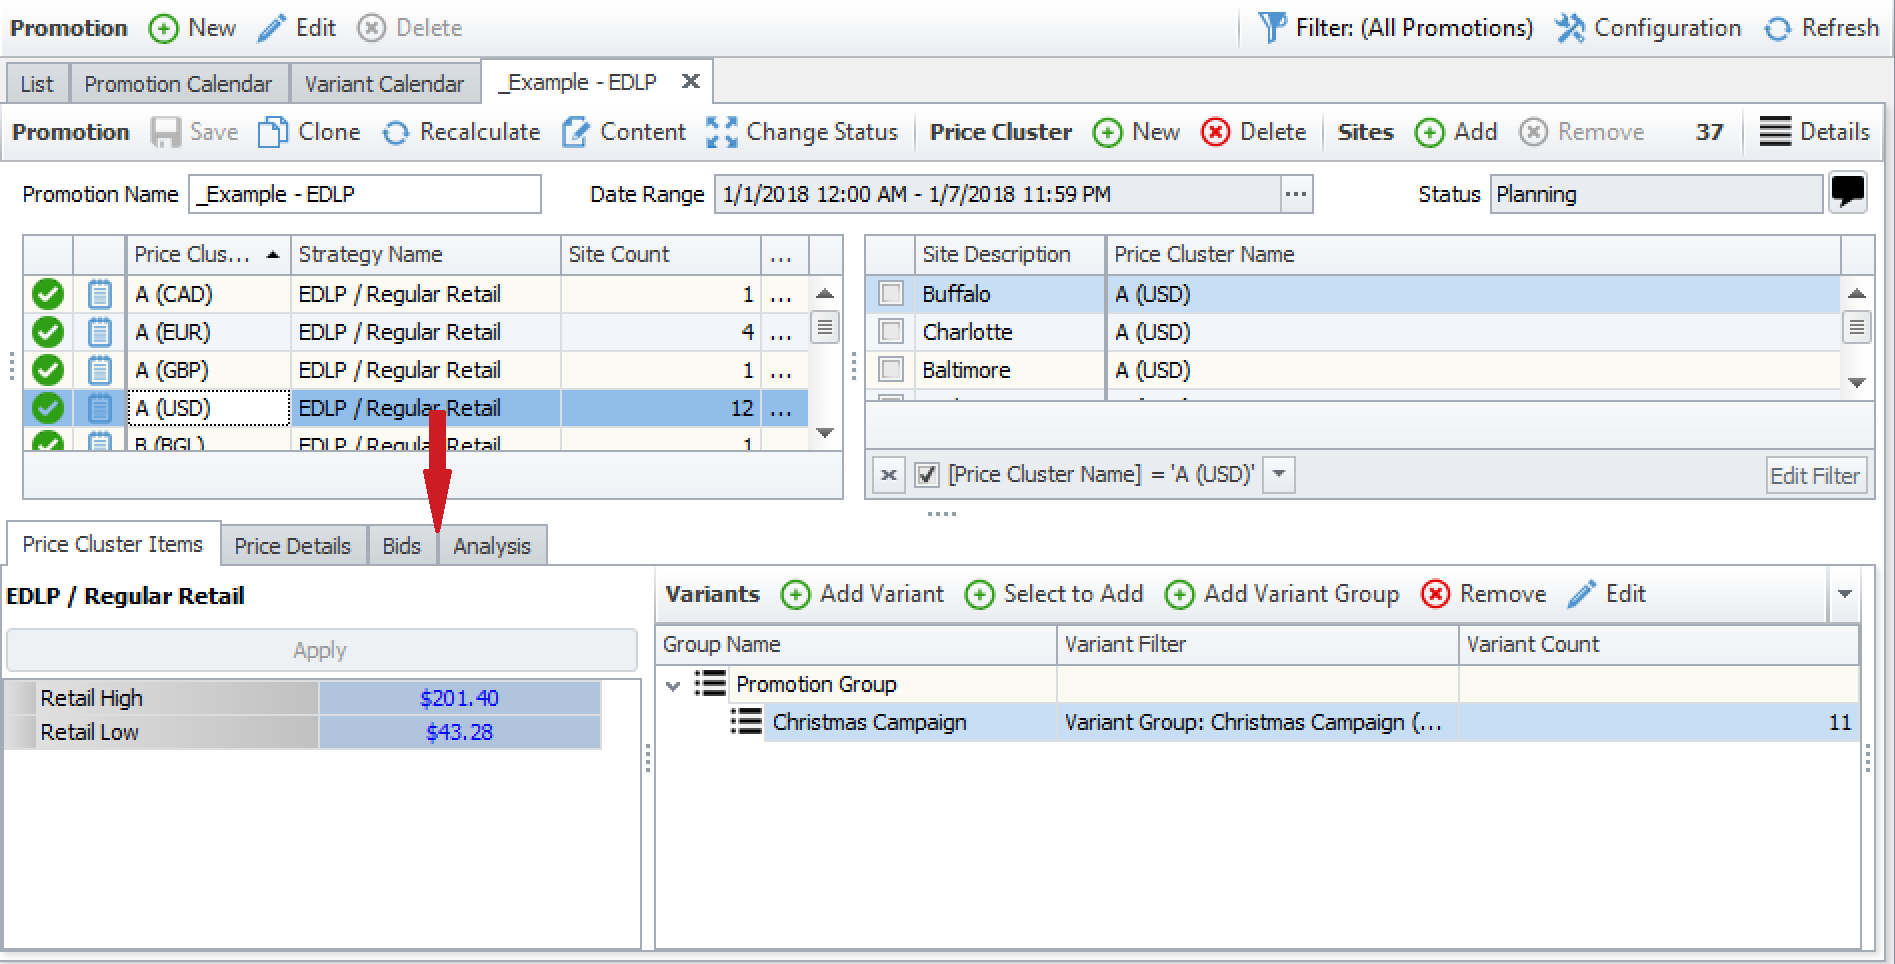 Promotion New Edit Delete Filter: (All Promotions) Configuration Refresh
List Promotion Calendar Variant Calendar _Example - EDLP
Promotion Save Clone Recalculate Content Change Status Price Cluster New Delete Sites Add Remove 37 Details
Promotion Name _Example - EDLP Date Range 1/1/2018 12:00 AM - 1/7/2018 11:59 PM ... Status Planning
Price Clus... Strategy Name Site Count ...
A (CAD) EDLP / Regular Retail 1 ...
A (EUR) EDLP / Regular Retail 4 ...
A (GBP) EDLP / Regular Retail 1 ...
A (USD) EDLP / Regular Retail 12 ...
B (BGL) EDLP / Regular Retail 1
Site Description Price Cluster Name
Buffalo A (USD)
Charlotte A (USD)
Baltimore A (USD)
[Price Cluster Name] = 'A (USD)' Edit Filter
Price Cluster Items Price Details Bids Analysis
EDLP / Regular Retail
Apply
Retail High $201.40
Retail Low $43.28
Variants Add Variant Select to Add Add Variant Group Remove Edit
Group Name Variant Filter Variant Count
Promotion Group
Christmas Campaign Variant Group: Christmas Campaign (... 11